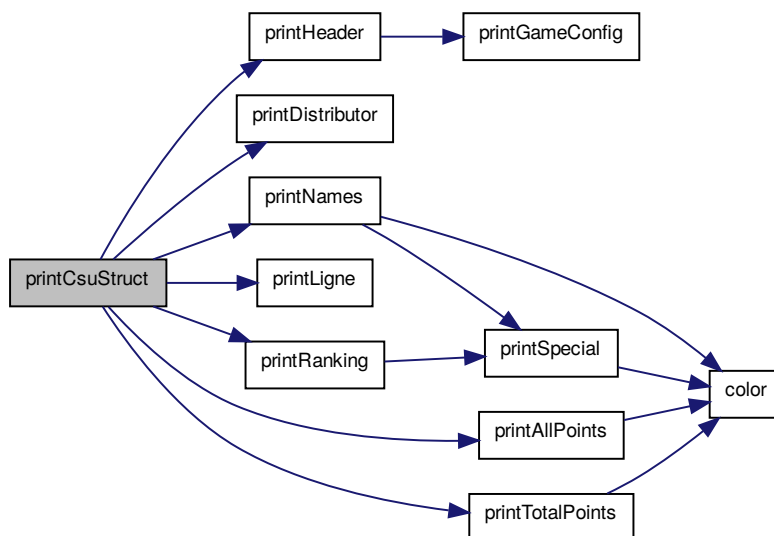 printHeader
printGameConfig
printDistributor
printNames
printCsuStruct
printLigne
printRanking
printSpecial
color
printAllPoints
printTotalPoints